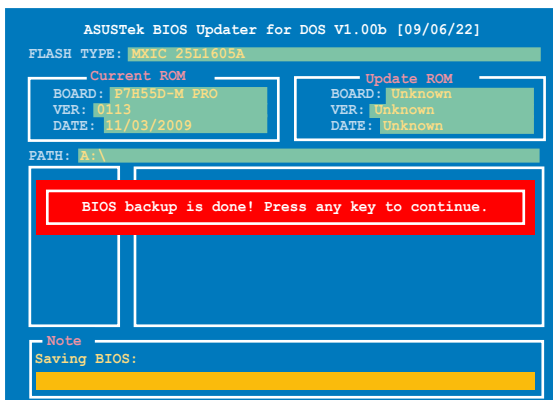 ASUSTek BIOS Updater for DOS V1.00b [09/06/22]
FLASH TYPE: MXIC 25L1605A
Current ROM
BOARD: P7H55D-M PRO
VER: 0113
DATE: 11/03/2009
Update ROM
BOARD: Unknown
VER: Unknown
DATE: Unknown
PATH: A:\
BIOS backup is done! Press any key to continue.
Note
Saving BIOS: